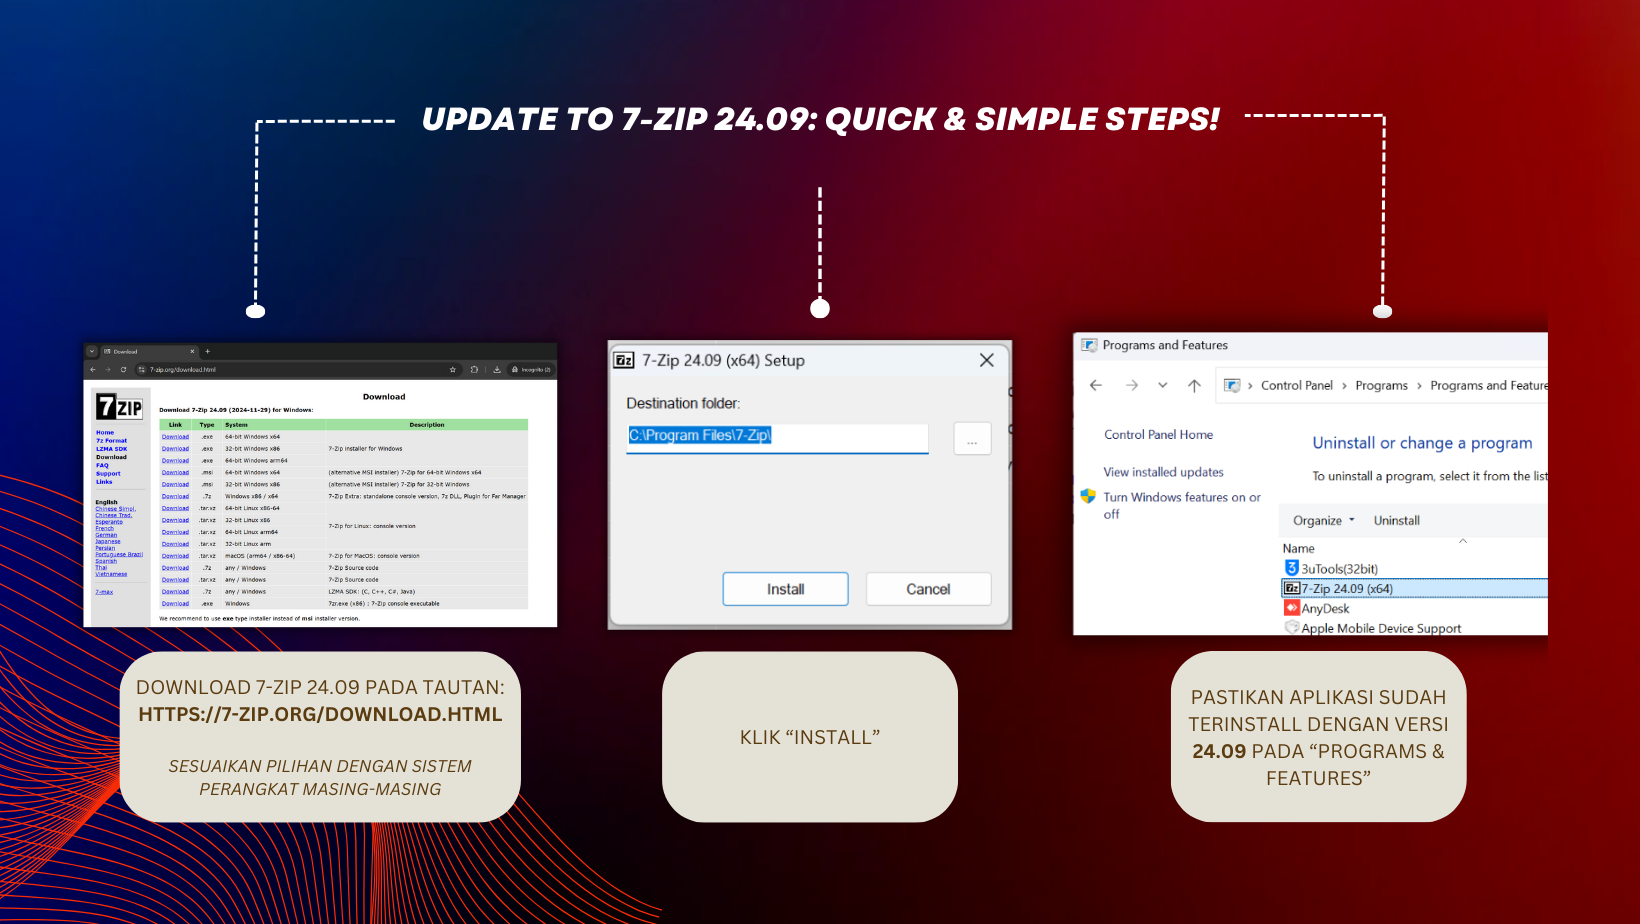 UPDATE TO 7-ZIP 24.09: QUICK & SIMPLE STEPS!
Download
7-zip.org/download.html
Incognito (2)
7ZIP
Home
7z Format
LZMA SDK
Download
FAQ
Support
Links
English
Chinese Simpl.
Chinese Trad.
Esperanto
French
German
Japanese
Persian
Portuguese Brazil
Spanish
Thai
Vietnamese
7-max
Download
Download 7-Zip 24.09 (2024-11-29) for Windows:
Link Type System Description
Download .exe 64-bit Windows x64
Download .exe 32-bit Windows x86 7-Zip installer for Windows
Download .exe 64-bit Windows arm64
Download .msi 64-bit Windows x64 (alternative MSI installer) 7-Zip for 64-bit Windows x64
Download .msi 32-bit Windows x86 (alternative MSI installer) 7-Zip for 32-bit Windows
Download .7z Windows x86 / x64 7-Zip Extra: standalone console version, 7z DLL, Plugin for Far Manager
Download .tar.xz 64-bit Linux x86-64
Download .tar.xz 32-bit Linux x86
7-Zip for Linux: console version
Download .tar.xz 64-bit Linux arm64
Download .tar.xz 32-bit Linux arm
Download .tar.xz macOS (arm64 / x86-64) 7-Zip for MacOS: console version
Download .7z any / Windows 7-Zip Source code
Download .tar.xz any / Windows 7-Zip Source code
Download .7z any / Windows LZMA SDK: (C, C++, C#, Java)
Download .exe Windows 7zr.exe (x86) : 7-Zip console executable
We recommend to use exe type installer instead of msi installer version.
DOWNLOAD 7-ZIP 24.09 PADA TAUTAN:
HTTPS://7-ZIP.ORG/DOWNLOAD.HTML
SESUAIKAN PILIHAN DENGAN SISTEM
PERANGKAT MASING-MASING
7z 7-Zip 24.09 (x64) Setup
Destination folder:
C:\Program Files\7-Zip\
...
Install Cancel
KLIK “INSTALL”
Programs and Features
Control Panel > Programs > Programs and Feature
Control Panel Home
View installed updates
Turn Windows features on or
off
Uninstall or change a program
To uninstall a program, select it from the list
Organize Uninstall
Name
3uTools(32bit)
7z 7-Zip 24.09 (x64)
AnyDesk
Apple Mobile Device Support
PASTIKAN APLIKASI SUDAH
TERINSTALL DENGAN VERSI
24.09 PADA “PROGRAMS &
FEATURES”